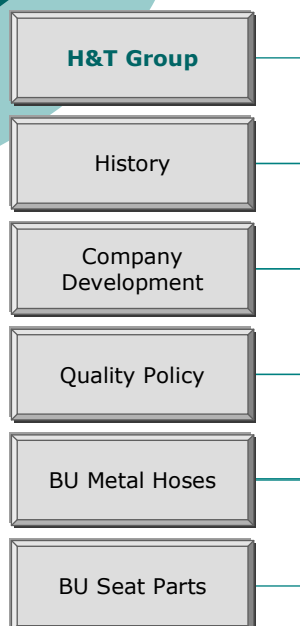 H&T Group
History
Company
Development
Quality Policy
BU Metal Hoses
BU Seat Parts